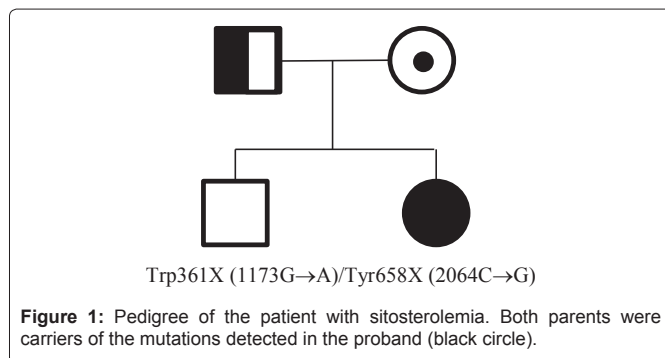 Trp361X (1173G→A)/Tyr658X (2064C→G)
Figure 1: Pedigree of the patient with sitosterolemia. Both parents were
carriers of the mutations detected in the proband (black circle).